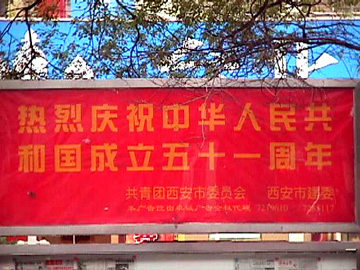 热烈庆祝中华人民共
和国成立五十一周年
共青团西安市委员会 西安市建委